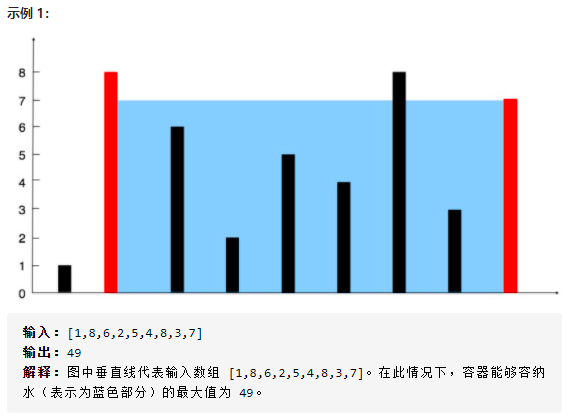 示例 1：
8
7
6
5
4
3
2
1
0
输入：[1,8,6,2,5,4,8,3,7]
输出：49
解释：图中垂直线代表输入数组 [1,8,6,2,5,4,8,3,7]。在此情况下，容器能够容纳
水（表示为蓝色部分）的最大值为 49。